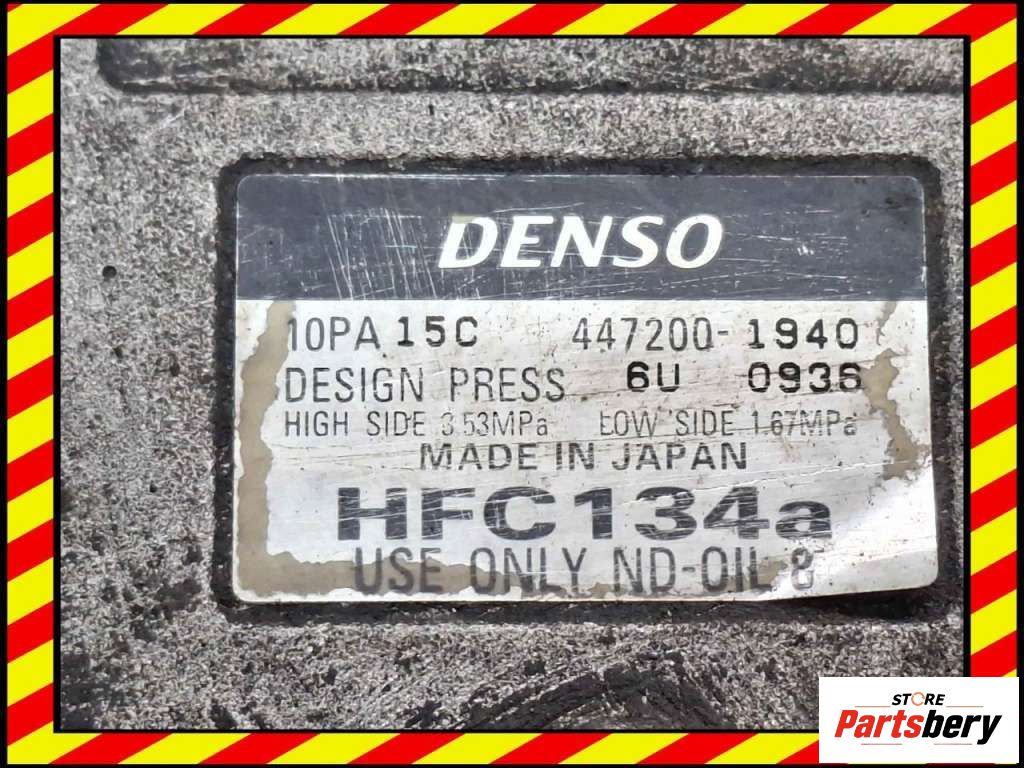 DENSO
10PA 15C 447200-1940
DESIGN PRESS 6U 0936
HIGH SIDE 3.53MPa LOW SIDE 1.67MPa
MADE IN JAPAN
HFC134a
USE ONLY ND-OIL 8
STORE
Partsbery